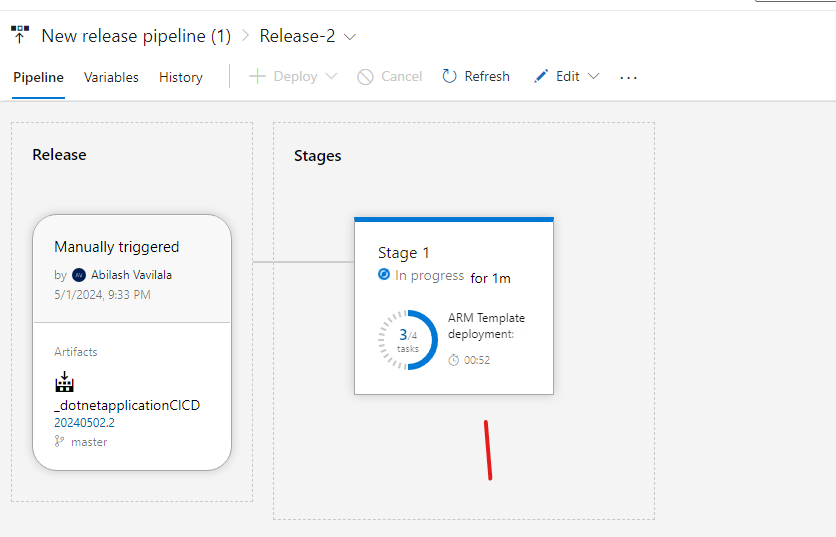 New release pipeline (1) > Release-2
Pipeline Variables History Deploy Cancel Refresh Edit ...
Release
Manually triggered
by AV Abilash Vavilala
5/1/2024, 9:33 PM
Artifacts
_dotnetapplicationCICD
20240502.2
master
Stages
Stage 1
In progress for 1m
3/4
tasks
ARM Template
deployment:
00:52